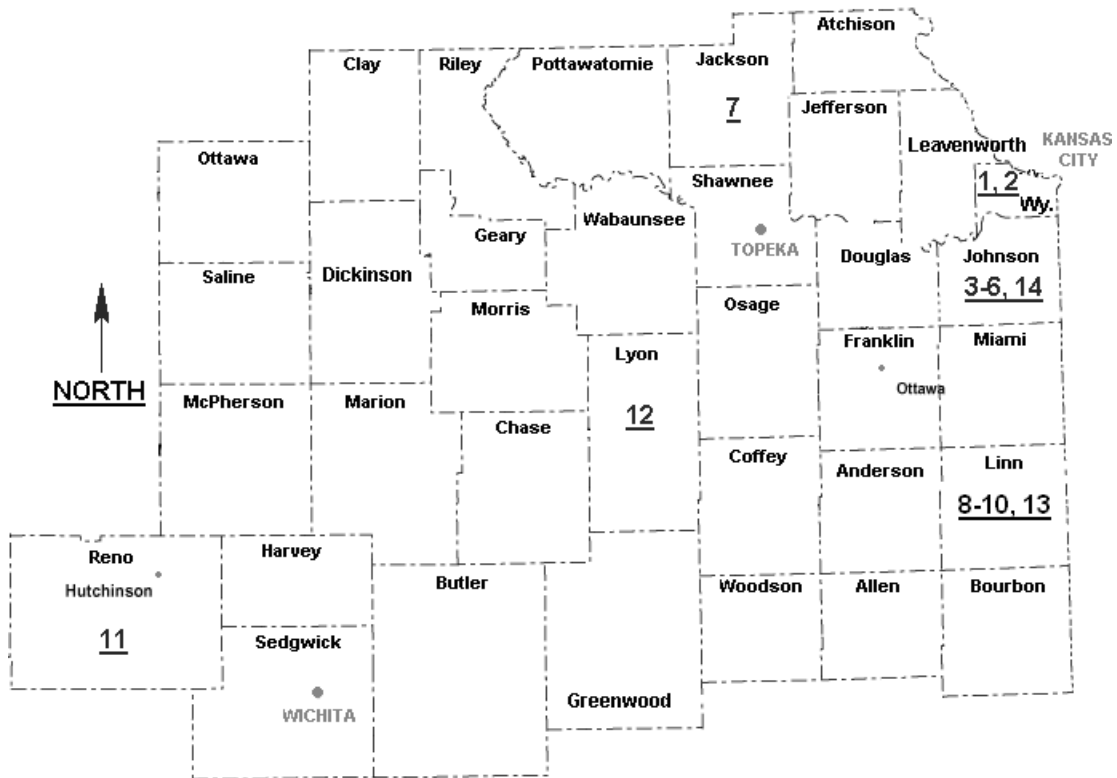 Atchison
Clay
Riley
Pottawatomie
Jackson
7
Jefferson
Leavenworth
KANSAS
CITY
Ottawa
Shawnee
1, 2
Wy.
Wabaunsee
Geary
TOPEKA
Douglas
Johnson
3-6, 14
Saline
Dickinson
Morris
Osage
NORTH
Lyon
12
Franklin
Ottawa
Miami
McPherson
Marion
Chase
Coffey
Anderson
Linn
8-10, 13
Reno
Hutchinson
11
Harvey
Butler
Woodson
Allen
Bourbon
Sedgwick
WICHITA
Greenwood